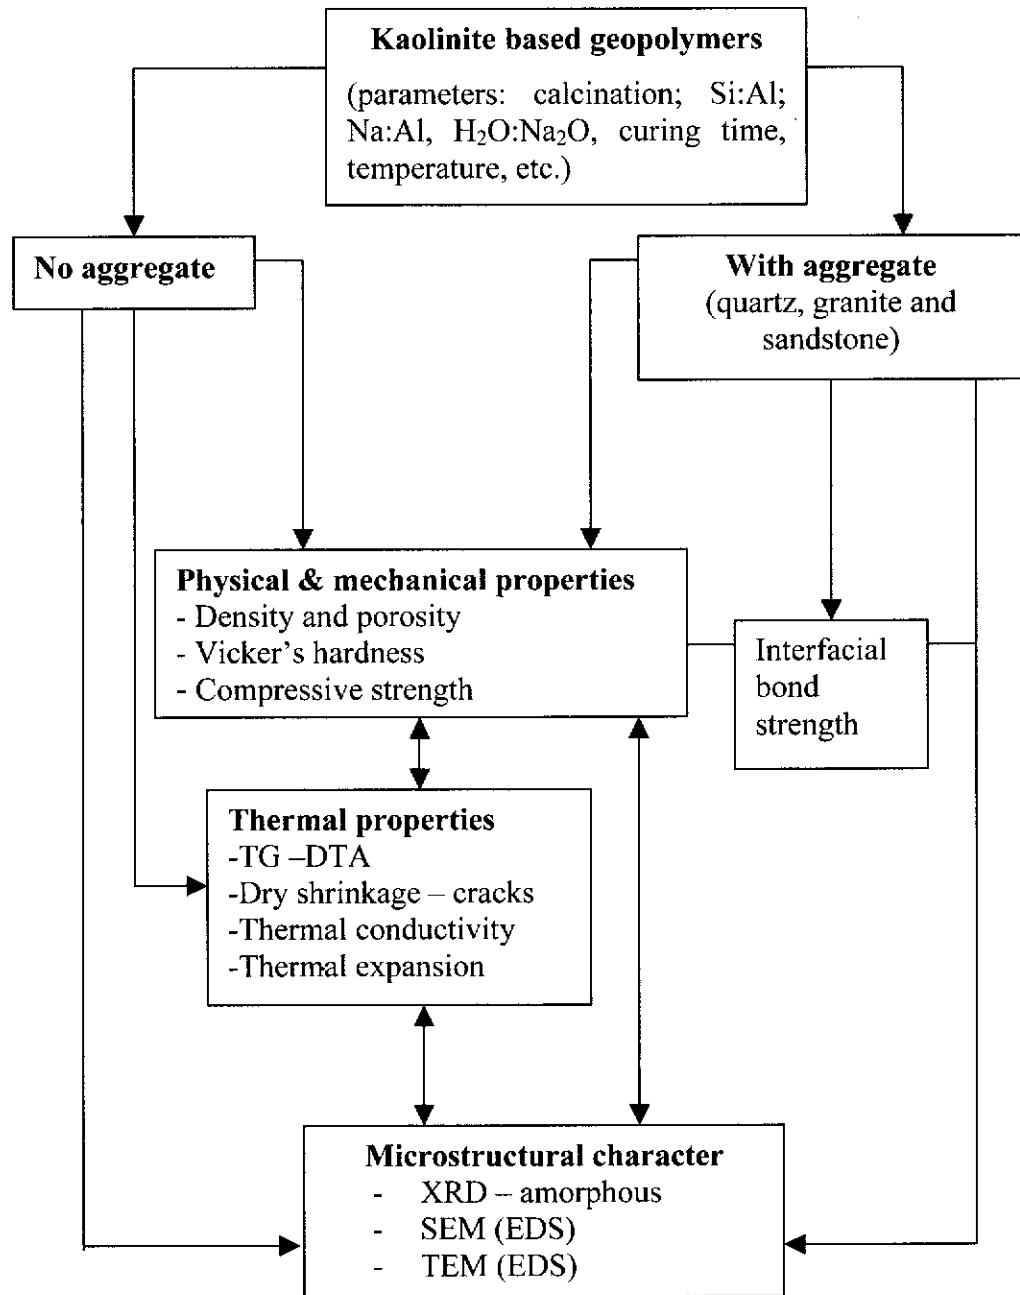 Kaolinite based geopolymers
(parameters: calcination; Si:Al;
Na:Al, H₂O:Na₂O, curing time,
temperature, etc.)
No aggregate
With aggregate
(quartz, granite and
sandstone)
Physical & mechanical properties
- Density and porosity
- Vicker’s hardness
- Compressive strength
Interfacial
bond
strength
Thermal properties
-TG –DTA
-Dry shrinkage – cracks
-Thermal conductivity
-Thermal expansion
Microstructural character
- XRD – amorphous
- SEM (EDS)
- TEM (EDS)